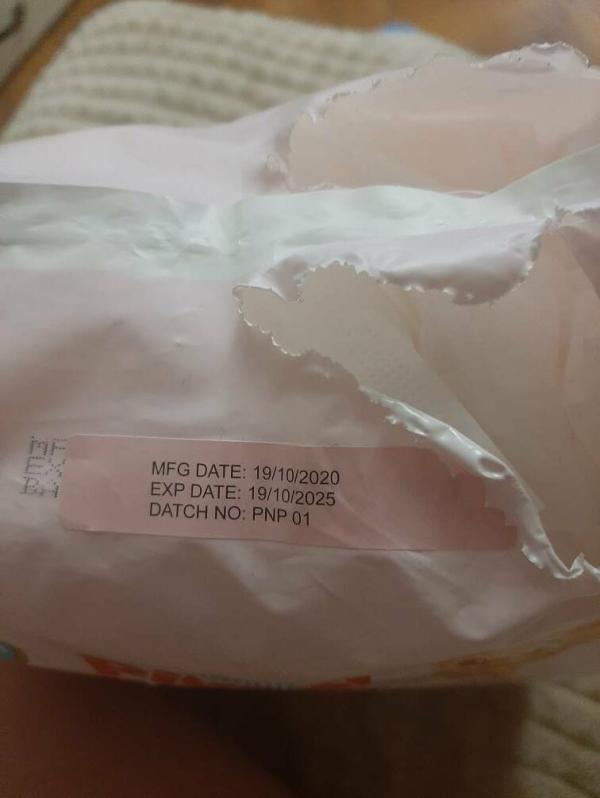 MFG DATE: 19/10/2020
EXP DATE: 19/10/2025
DATCH NO: PNP 01